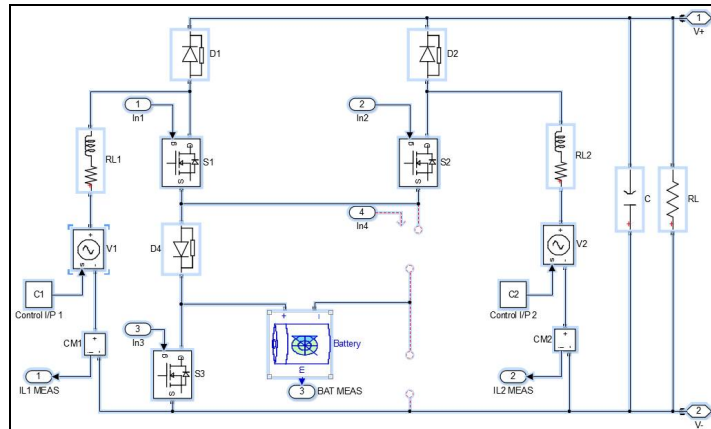 1
V+
D1
D2
1
In1
2
In2
g
D
S
S1
g
D
S
S2
RL1
RL2
4
In4
C
RL
D4
+
-
s
V1
+
-
s
V2
C1
Control I/P 1
C2
Control I/P 2
3
In3
+
-
Battery
m
CM1
+
-
CM2
+
-
g
D
S
S3
1
IL1 MEAS
3
BAT MEAS
2
IL2 MEAS
2
V-